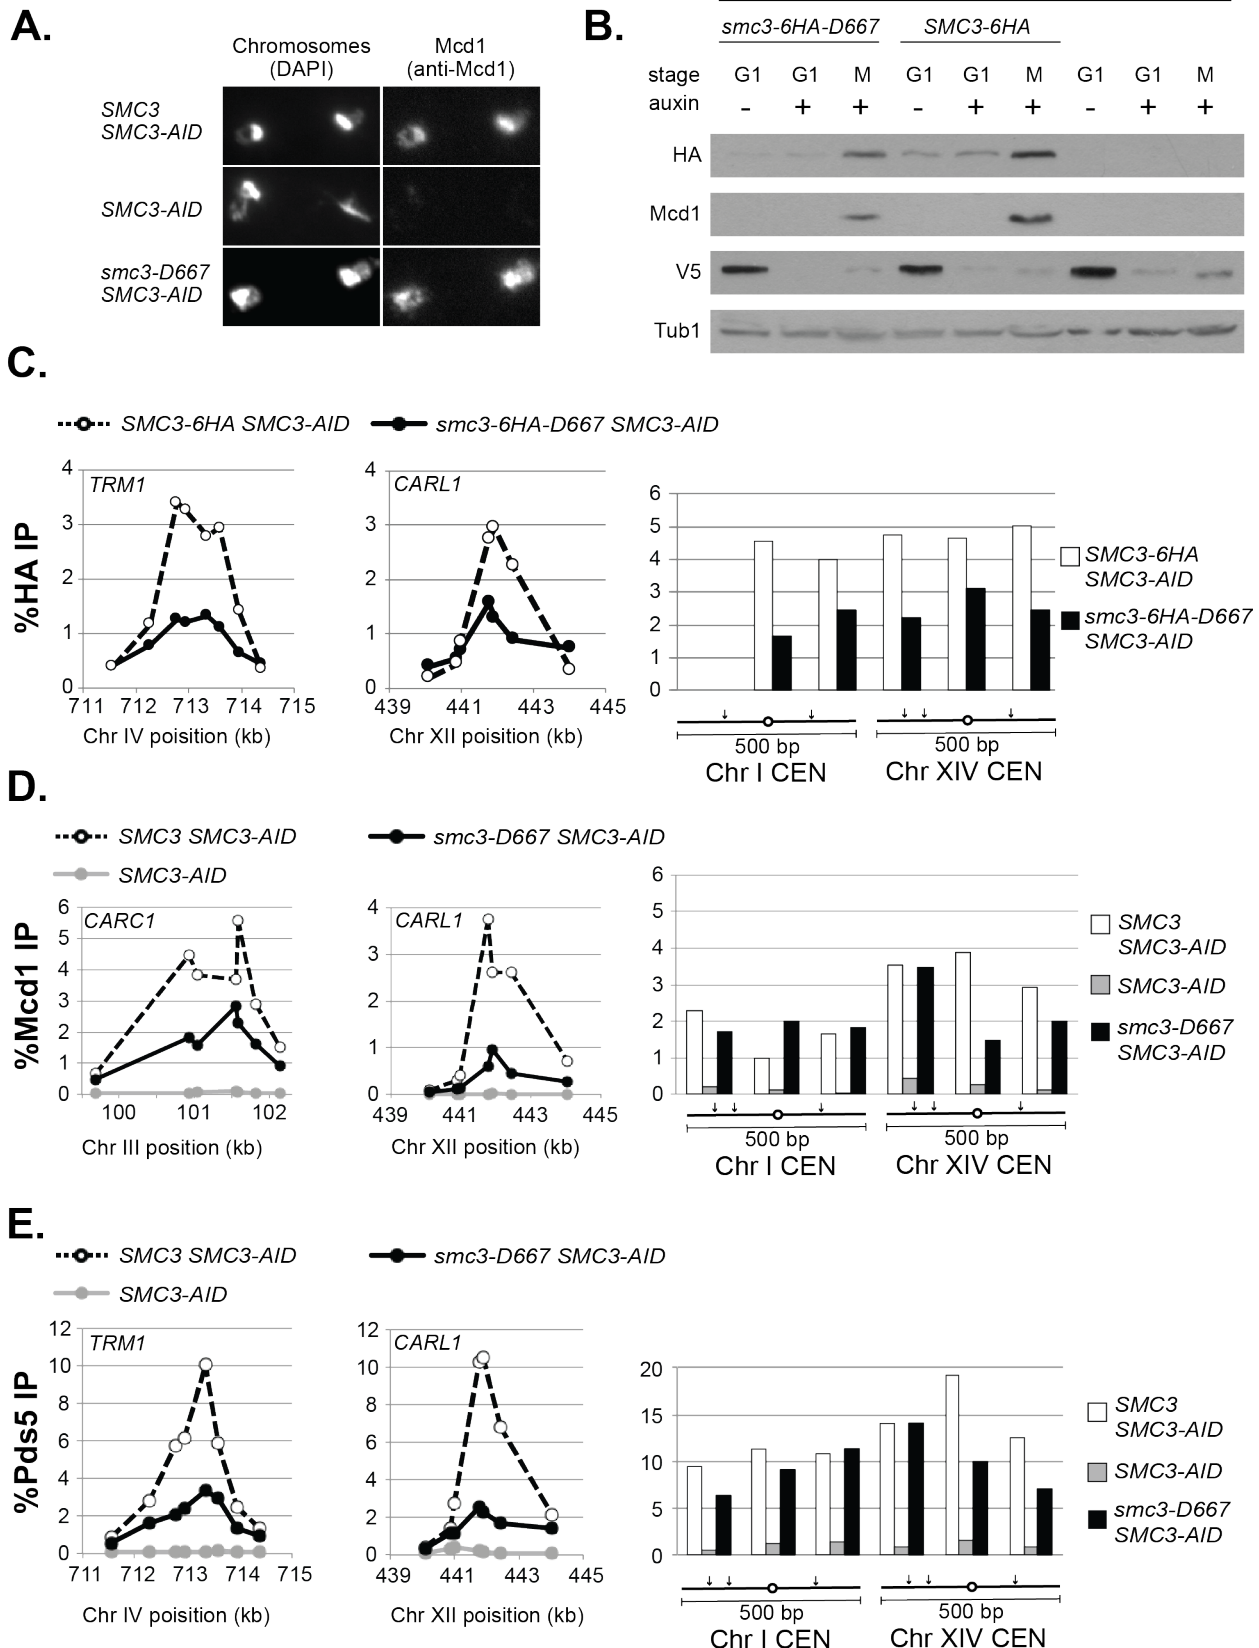 A.
Chromosomes
(DAPI)
Mcd1
(anti-Mcd1)
SMC3
SMC3-AID
SMC3-AID
smc3-D667
SMC3-AID
B.
smc3-6HA-D667
SMC3-6HA
stage G1 G1 M G1 G1 M G1 G1 M
auxin - + + - + + - + +
HA
Mcd1
V5
Tub1
C.
SMC3-6HA SMC3-AID
smc3-6HA-D667 SMC3-AID
%HA IP
TRM1
4
3
2
1
0
711 712 713 714 715
Chr IV poisition (kb)
CARL1
4
3
2
1
0
439 441 443 445
Chr XII poisition (kb)
6
5
4
3
2
1
0
500 bp
Chr I CEN
500 bp
Chr XIV CEN
SMC3-6HA
SMC3-AID
smc3-6HA-D667
SMC3-AID
D.
SMC3 SMC3-AID
smc3-D667 SMC3-AID
SMC3-AID
%Mcd1 IP
CARC1
6
5
4
3
2
1
0
100 101 102
Chr III position (kb)
CARL1
4
3
2
1
0
439 441 443 445
Chr XII position (kb)
6
5
4
3
2
1
0
500 bp
Chr I CEN
500 bp
Chr XIV CEN
SMC3
SMC3-AID
SMC3-AID
smc3-D667
SMC3-AID
E.
SMC3 SMC3-AID
smc3-D667 SMC3-AID
SMC3-AID
%Pds5 IP
TRM1
12
10
8
6
4
2
0
711 712 713 714 715
Chr IV poisition (kb)
CARL1
12
10
8
6
4
2
0
439 441 443 445
Chr XII poisition (kb)
20
15
10
5
0
500 bp
Chr I CEN
500 bp
Chr XIV CEN
SMC3
SMC3-AID
SMC3-AID
smc3-D667
SMC3-AID